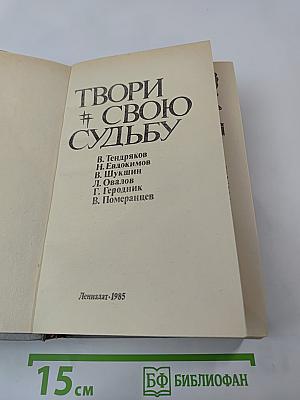 ТВОРИ
СВОЮ
СУДЬБУ
В. Тендряков
Н. Евдокимов
В. Шукшин
Л. Овалов
Г. Геродник
В. Померанцев
Лениздат·1985
15 см
БФ БИБЛИОФАН